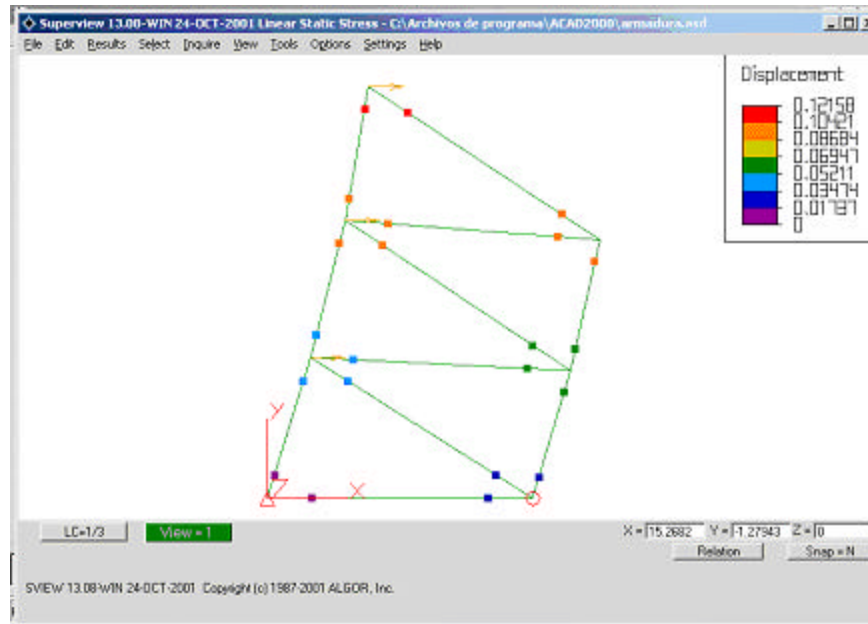 Superview 13.00-WIN 24-OCT-2001 Linear Static Stress - C:\Archivos de programa\ACAD2000\armadura.asd
File Edit Results Select Inquire View Tools Options Settings Help
Displacement
0.12158
0.10421
0.08684
0.06947
0.05211
0.03474
0.01737
0
Y
Z X
LC=1/3 View = 1 X = 15.2682 Y = -1.27943 Z = 0
Relation Snap = N
SVIEW 13.08-WIN 24-OCT-2001 Copyright (c) 1987-2001 ALGOR, Inc.